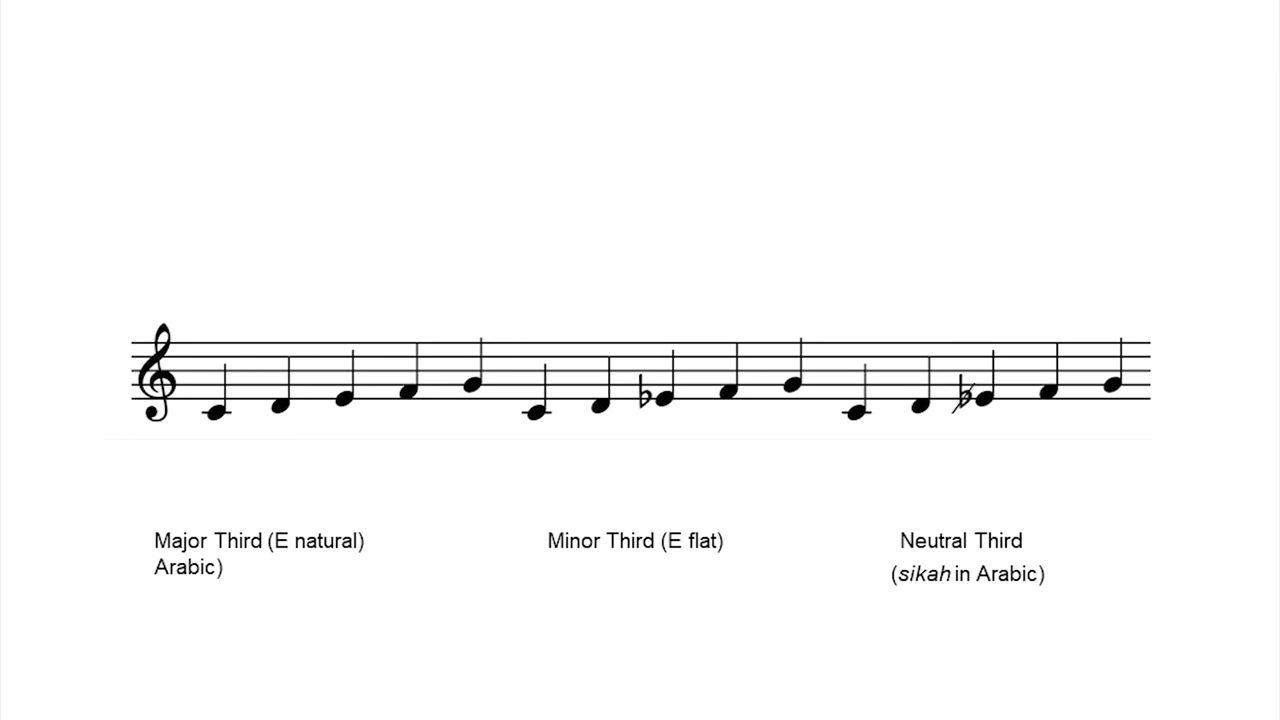 Major Third (E natural)
Arabic)
Minor Third (E flat)
Neutral Third
(sikah in Arabic)